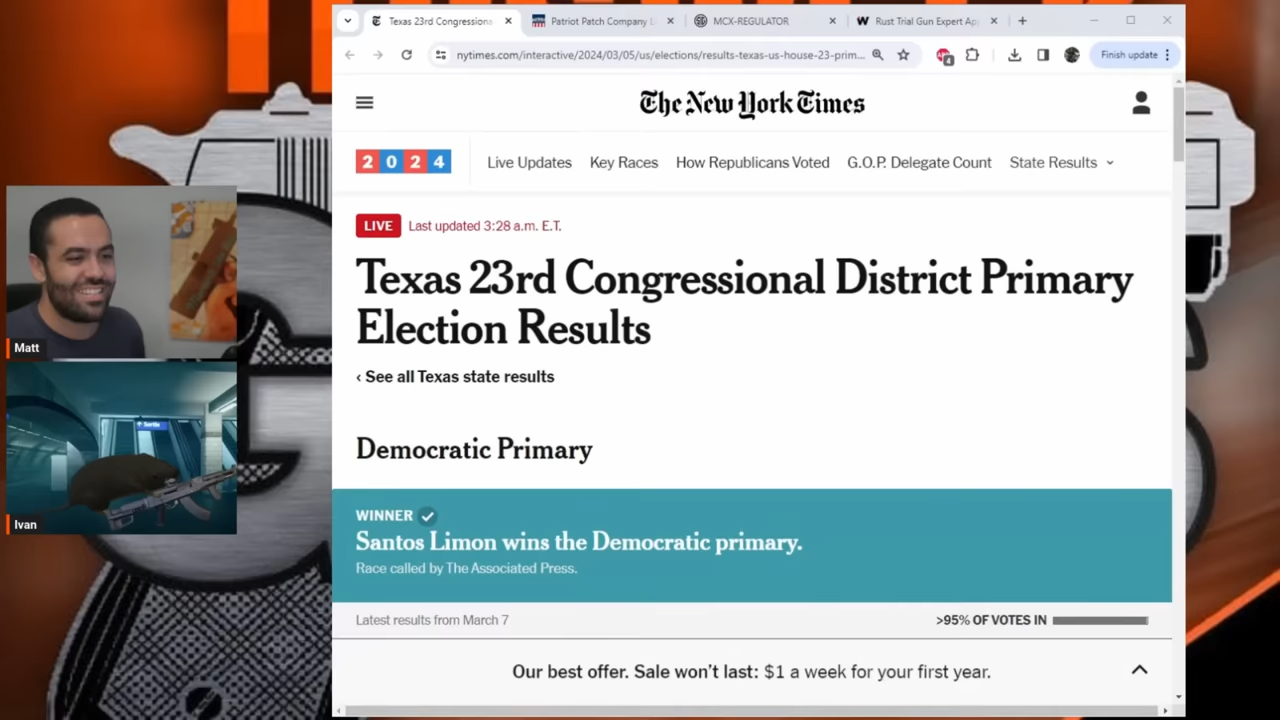 Texas 23rd Congressiona
Patriot Patch Company L
MCX-REGULATOR
Rust Trial Gun Expert App
nytimes.com/interactive/2024/03/05/us/elections/results-texas-us-house-23-prim...
Finish update
The New York Times
2024
Live Updates
Key Races
How Republicans Voted
G.O.P. Delegate Count
State Results
LIVE
Last updated 3:28 a.m. E.T.
Texas 23rd Congressional District Primary
Election Results
‹ See all Texas state results
Democratic Primary
WINNER
Santos Limon wins the Democratic primary.
Race called by The Associated Press.
Latest results from March 7
>95% OF VOTES IN
Our best offer. Sale won't last: $1 a week for your first year.
Matt
Sortie
Ivan